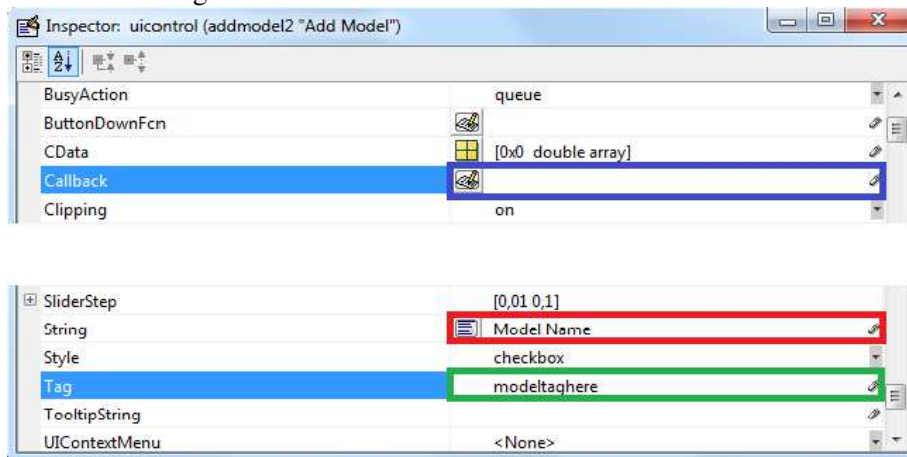 Inspector: uicontrol (addmodel2 "Add Model")
BusyAction queue
ButtonDownFcn
CData [0x0 double array]
Callback
Clipping on
SliderStep [0,01 0,1]
String Model Name
Style checkbox
Tag modeltaghere
TooltipString
UIContextMenu <None>